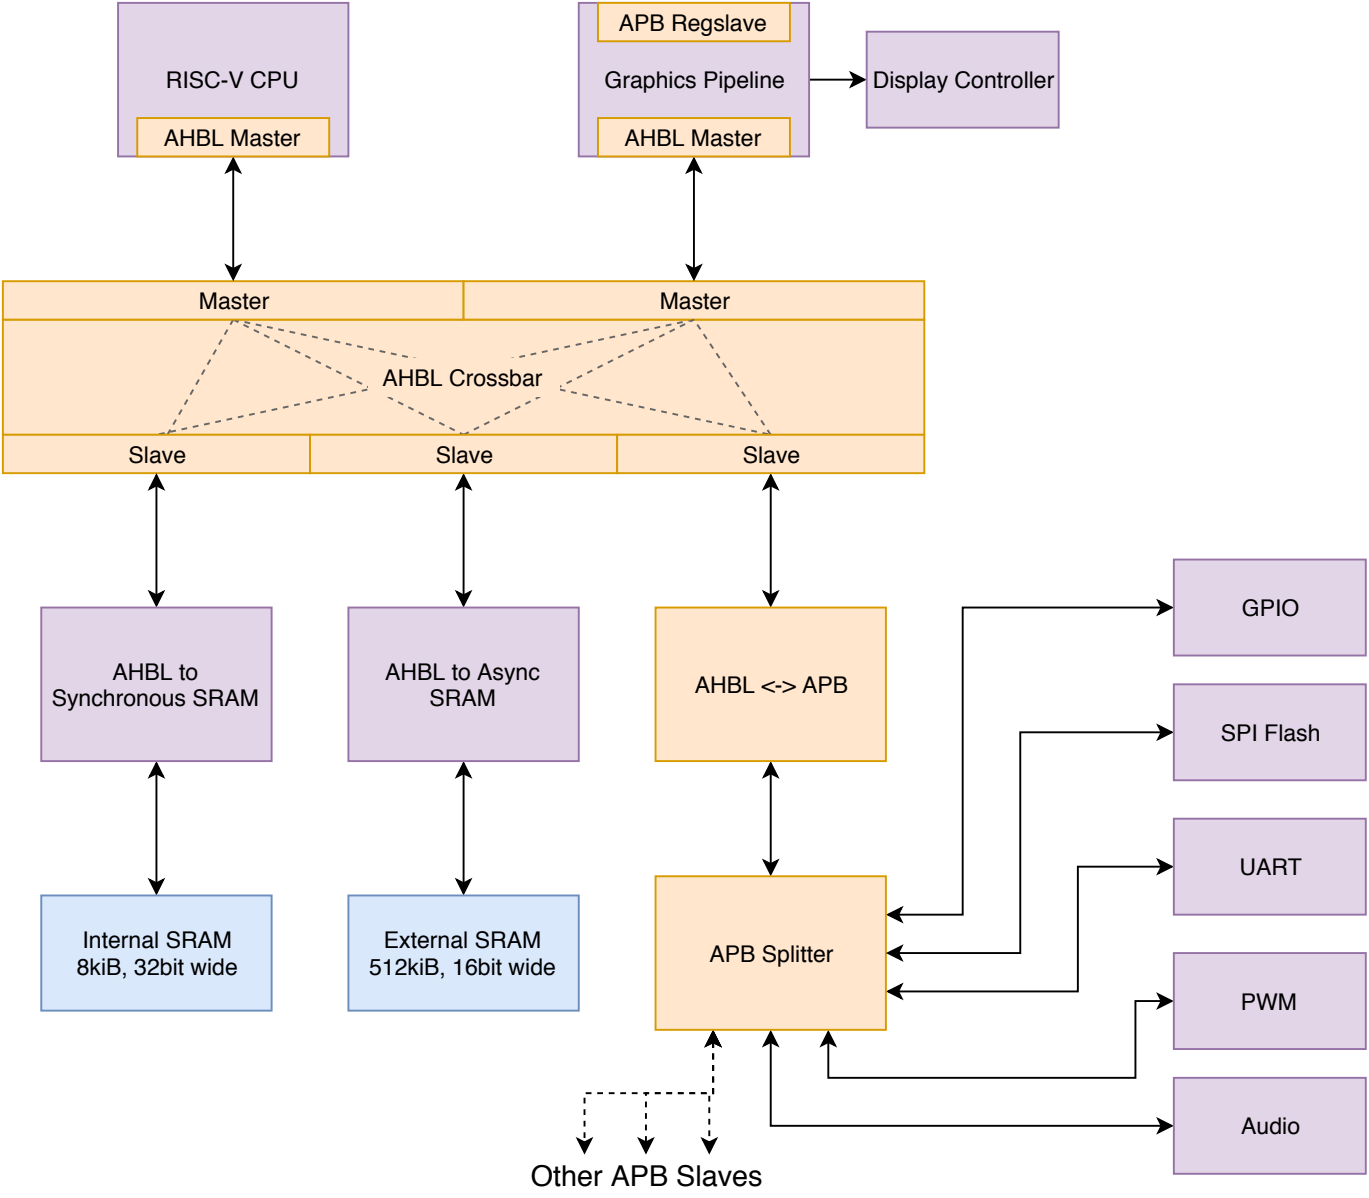 APB Regslave
RISC-V CPU
Graphics Pipeline
Display Controller
AHBL Master
AHBL Master
Master
Master
AHBL Crossbar
Slave
Slave
Slave
GPIO
AHBL to
Synchronous SRAM
AHBL to Async
SRAM
AHBL <-> APB
SPI Flash
UART
Internal SRAM
8kiB, 32bit wide
External SRAM
512kiB, 16bit wide
APB Splitter
PWM
Audio
Other APB Slaves